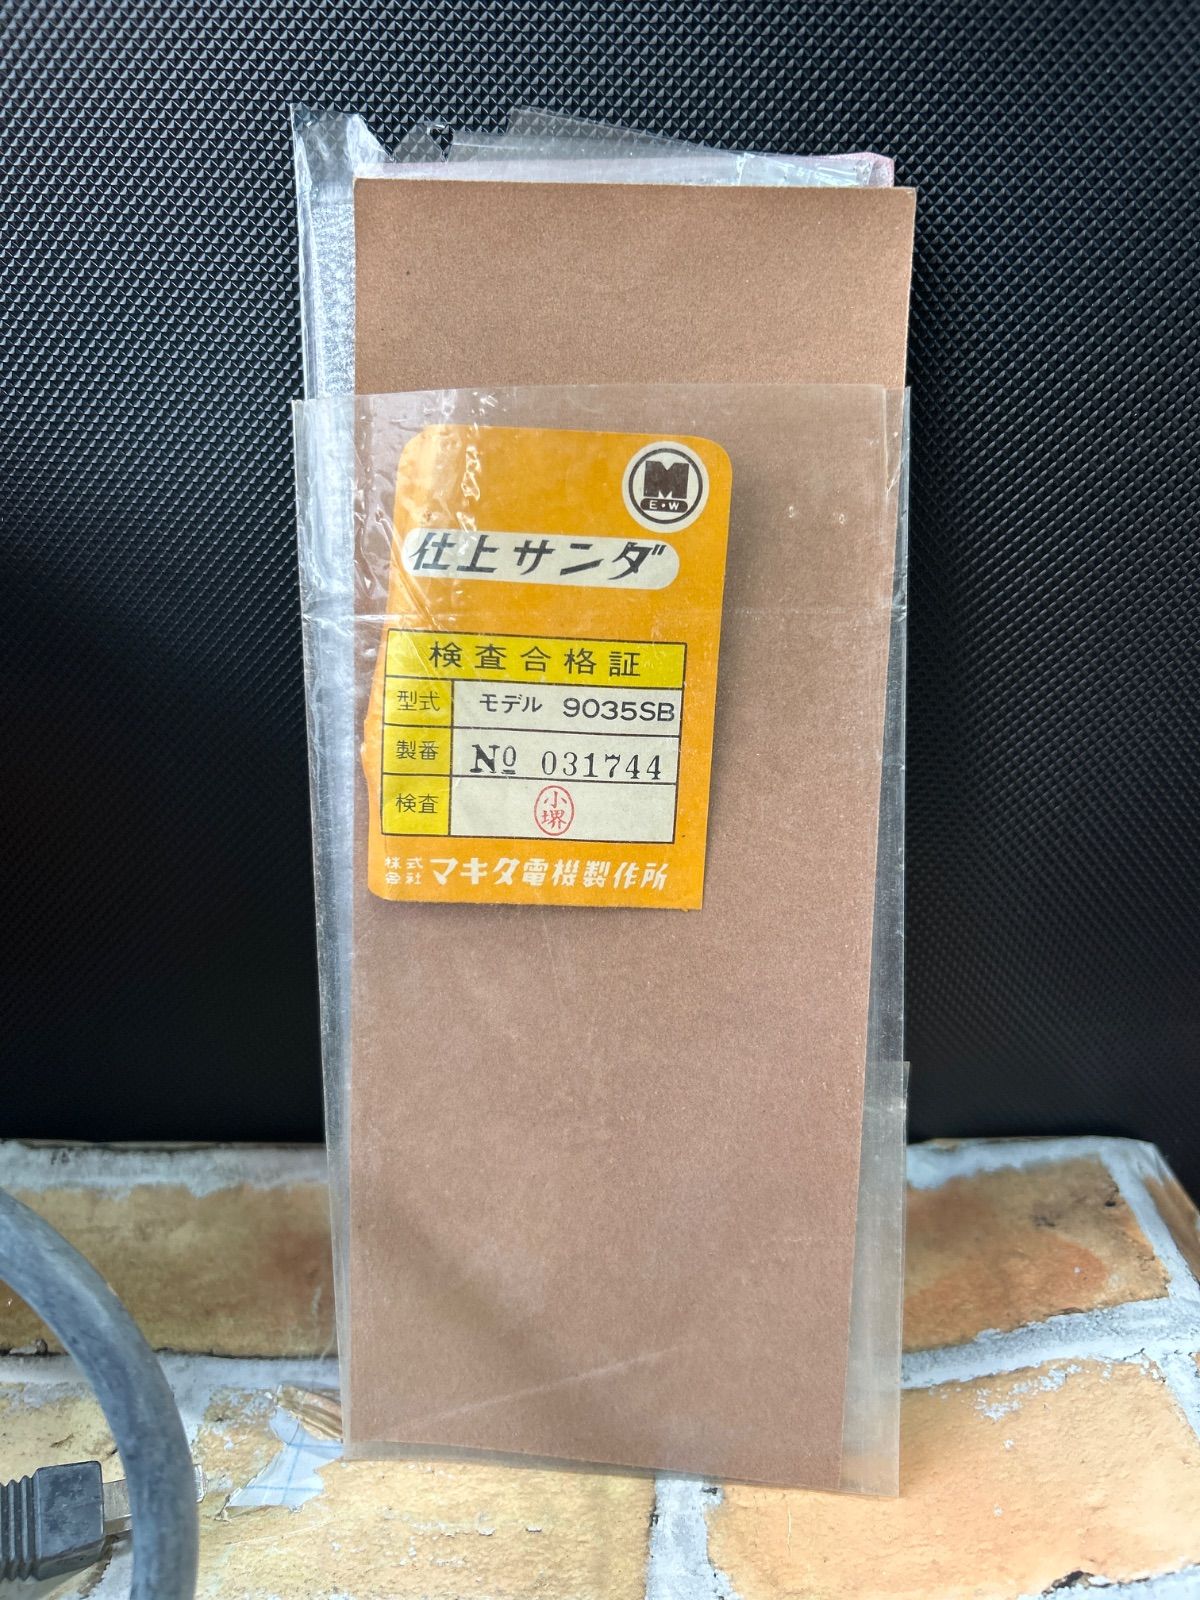 M
E・W
仕上サンダ
検査合格証
型式 モデル 9035SB
製番 No 031744
検査 小堺
株式会社 マキタ電機製作所